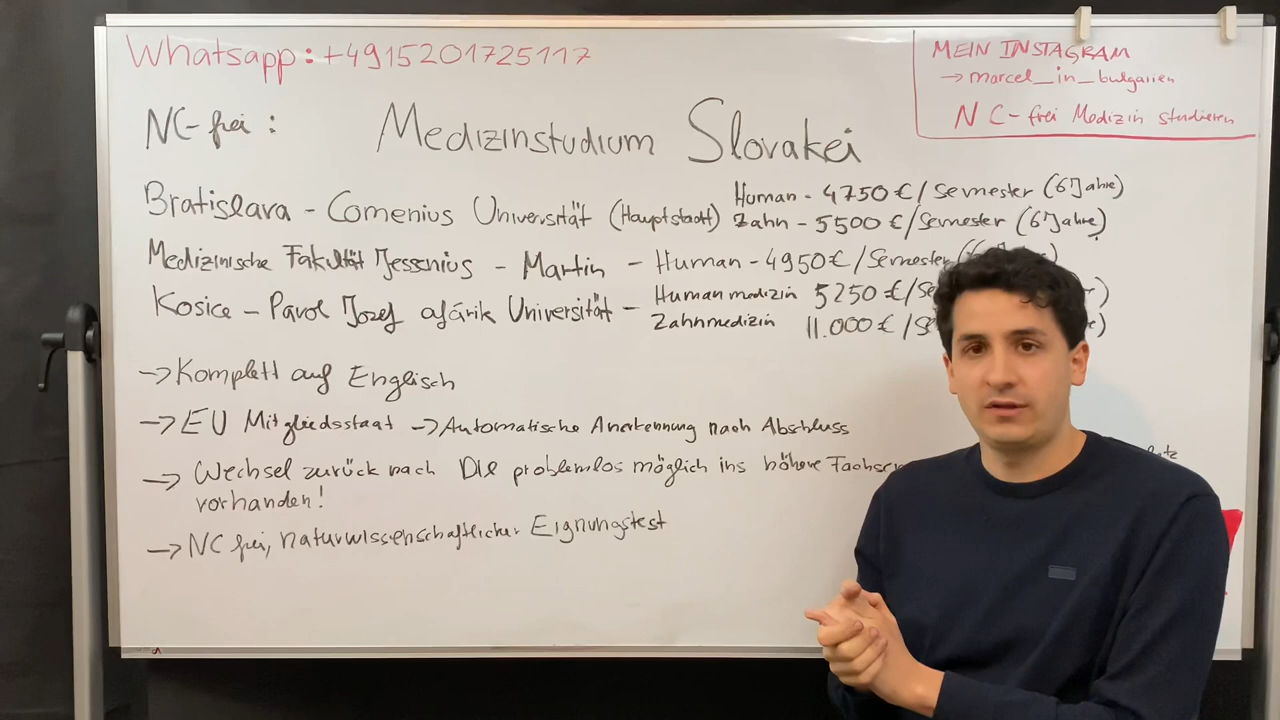 Whatsapp: +4915201725117
MEIN INSTAGRAM
→ marcel_in_bulgarien
NC-frei Medizin studieren
NC-frei: Medizinstudium Slovakei
Bratislava - Comenius Universität (Hauptstadt) Human - 4750€/Semester (6 Jahre)
Zahn - 5500€/Semester (6 Jahre)
Medizinische Fakultät Jessenius - Martin - Human - 4950€/Semester
Kosice - Pavol Jozef afárik Universität - Humanmedizin 5250€/
Zahnmedizin 11.000€/
→ Komplett auf Englisch
→ EU Mitgliedsstaat → Automatische Anerkennung nach Abschluss
→ Wechsel zurück nach DE problemlos möglich ins höhere
vorhanden!
→ NC frei, naturwissenschaftlicher Eignungstest